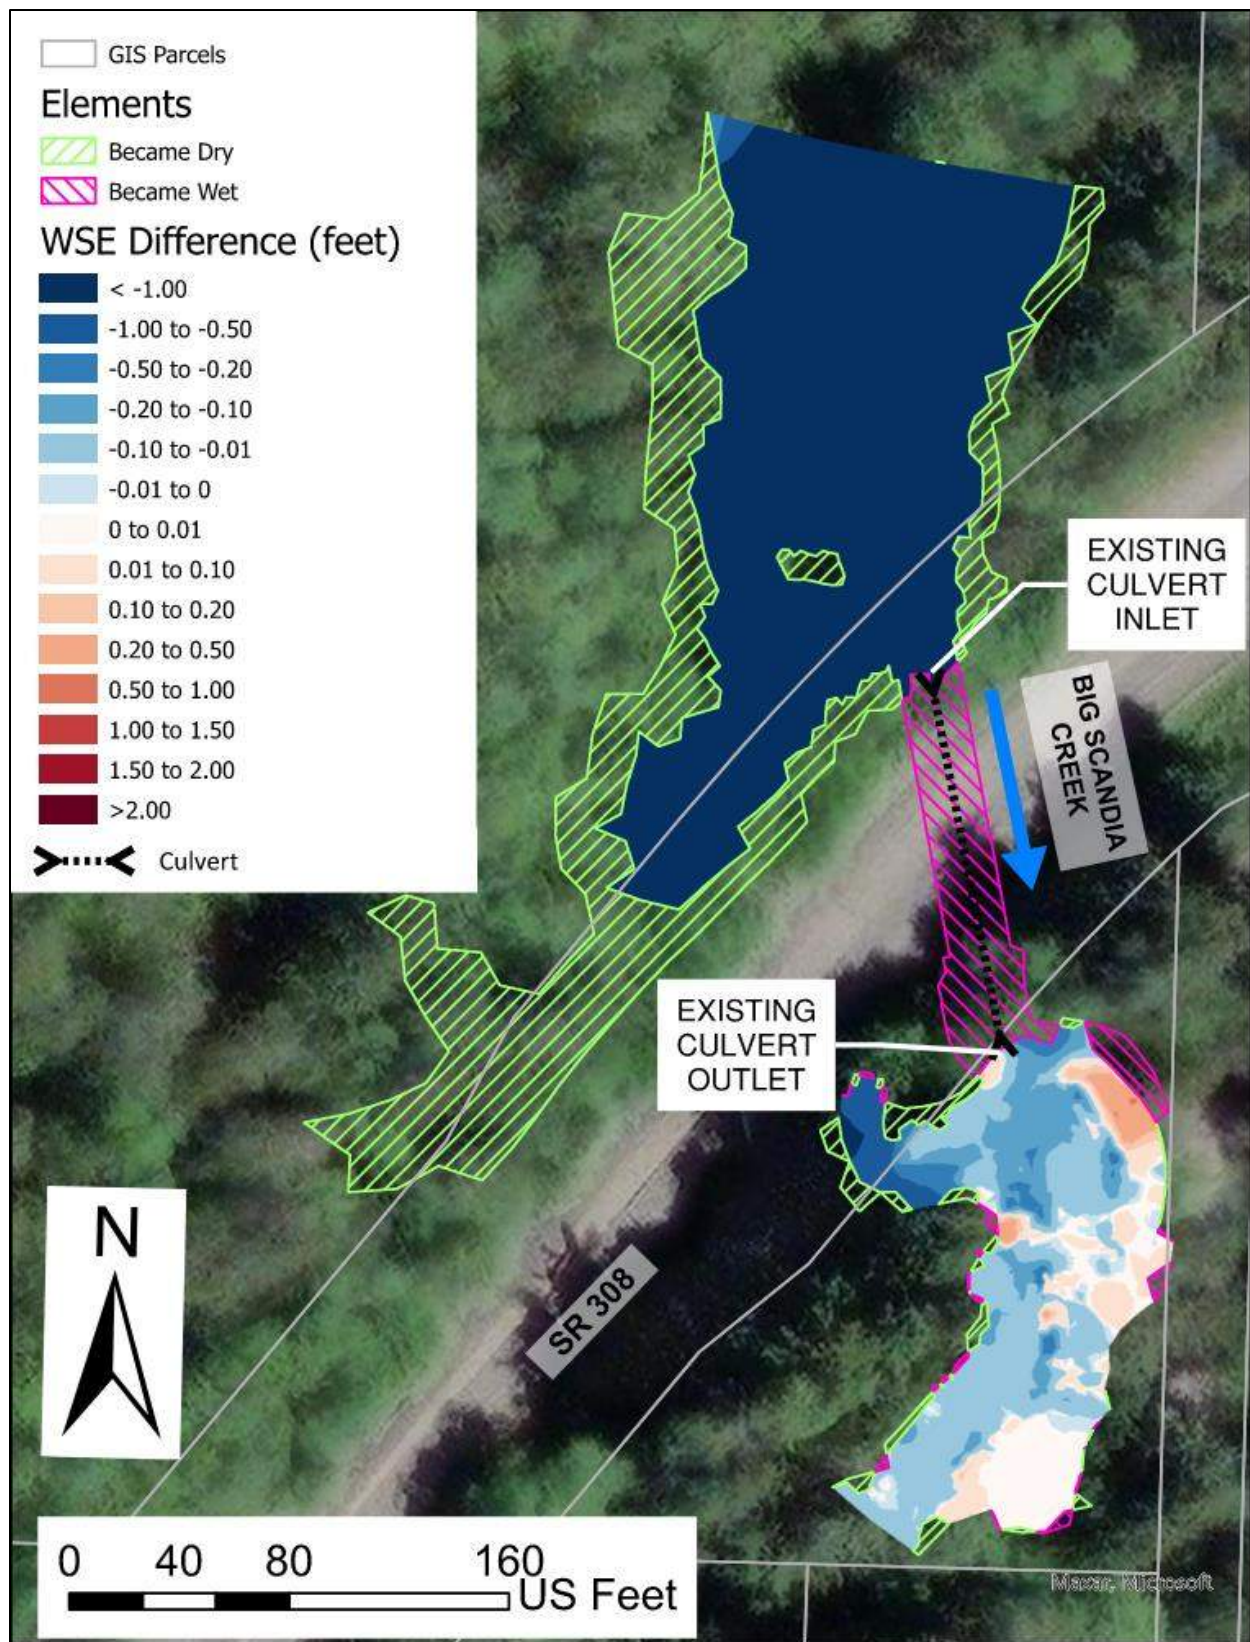 GIS Parcels
Elements
Became Dry
Became Wet
WSE Difference (feet)
< -1.00
-1.00 to -0.50
-0.50 to -0.20
-0.20 to -0.10
-0.10 to -0.01
-0.01 to 0
0 to 0.01
0.01 to 0.10
0.10 to 0.20
0.20 to 0.50
0.50 to 1.00
1.00 to 1.50
1.50 to 2.00
>2.00
Culvert
EXISTING
CULVERT
INLET
BIG SCANDIA
CREEK
EXISTING
CULVERT
OUTLET
SR 308
N
0 40 80 160
US Feet
Maxar, Microsoft